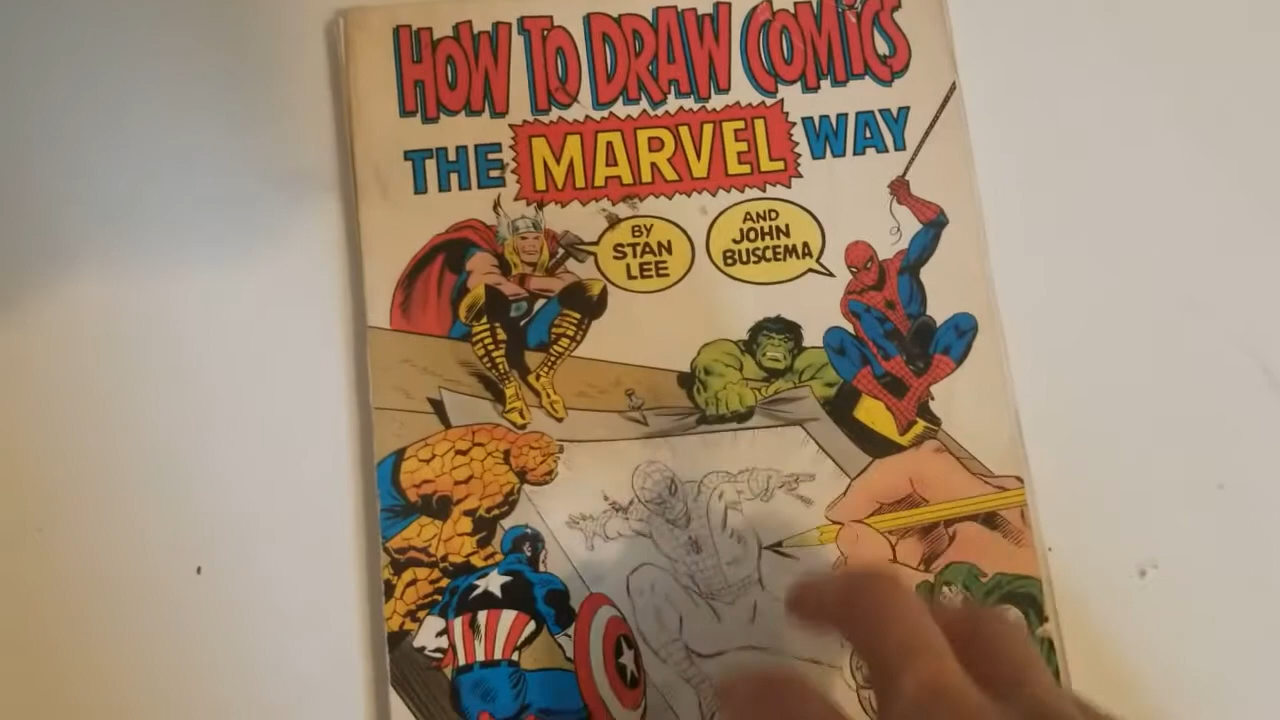 HOW TO DRAW COMICS
THE MARVEL WAY
BY
STAN
LEE
AND
JOHN
BUSCEMA